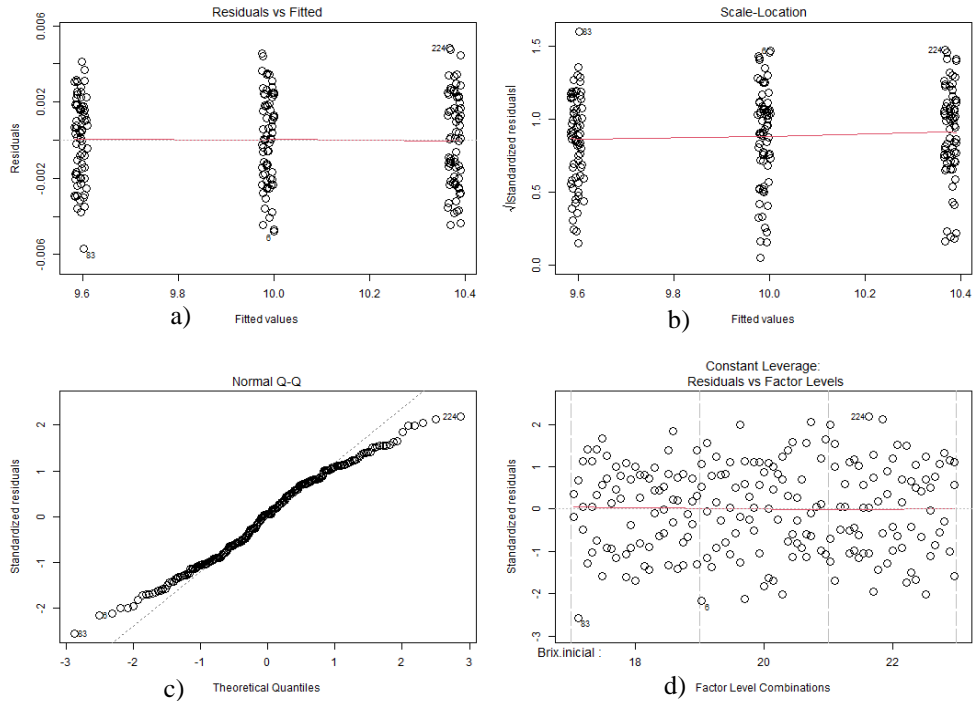 Residuals vs Fitted
Residuals
0.006
0.002
-0.002
-0.006
224
6
83
9.6 9.8 10.0 10.2 10.4
Fitted values
a)
Scale-Location
√|Standardized residuals|
1.5
1.0
0.5
0.0
83
6
224
9.6 9.8 10.0 10.2 10.4
Fitted values
b)
Normal Q-Q
Standardized residuals
2
1
0
-1
-2
224
6
83
-3 -2 -1 0 1 2 3
Theoretical Quantiles
c)
Constant Leverage:
Residuals vs Factor Levels
Standardized residuals
2
1
0
-1
-2
-3
224
6
83
Brix.inicial :
18 20 22
Factor Level Combinations
d)